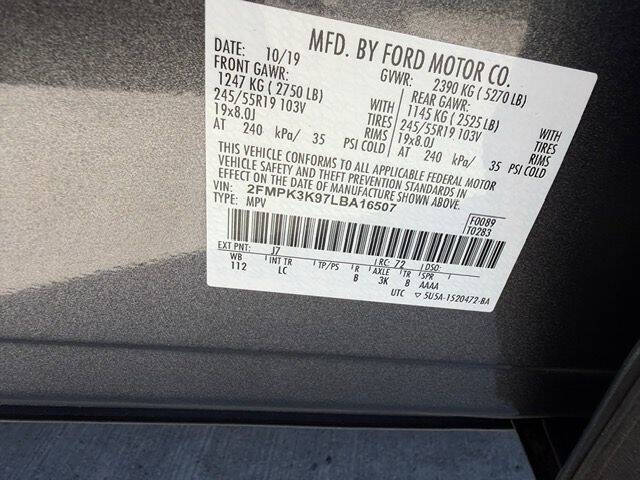 MFD. BY FORD MOTOR CO.
DATE: 10/19 GVWR: 2390 KG ( 5270 LB)
FRONT GAWR: REAR GAWR:
1247 KG ( 2750 LB) WITH 1145 KG ( 2525 LB) WITH
245/55R19 103V TIRES 245/55R19 103V TIRES
19x8.0J RIMS 19x8.0J RIMS
AT 240 kPa/ 35 PSI COLD AT 240 kPa/ 35 PSI COLD
THIS VEHICLE CONFORMS TO ALL APPLICABLE FEDERAL MOTOR
VEHICLE SAFETY AND THEFT PREVENTION STANDARDS IN
EFFECT ON THE DATE OF MANUFACTURE SHOWN ABOVE.
VIN: 2FMPK3K97LBA16507 F0089
TYPE: MPV T0283
EXT PNT: J7 RC: 72 DSO:
WB INT TR TP/PS R AXLE TR SPR
112 LC B 3K B AAAA
UTC ▽ 5U5A-1520472-BA